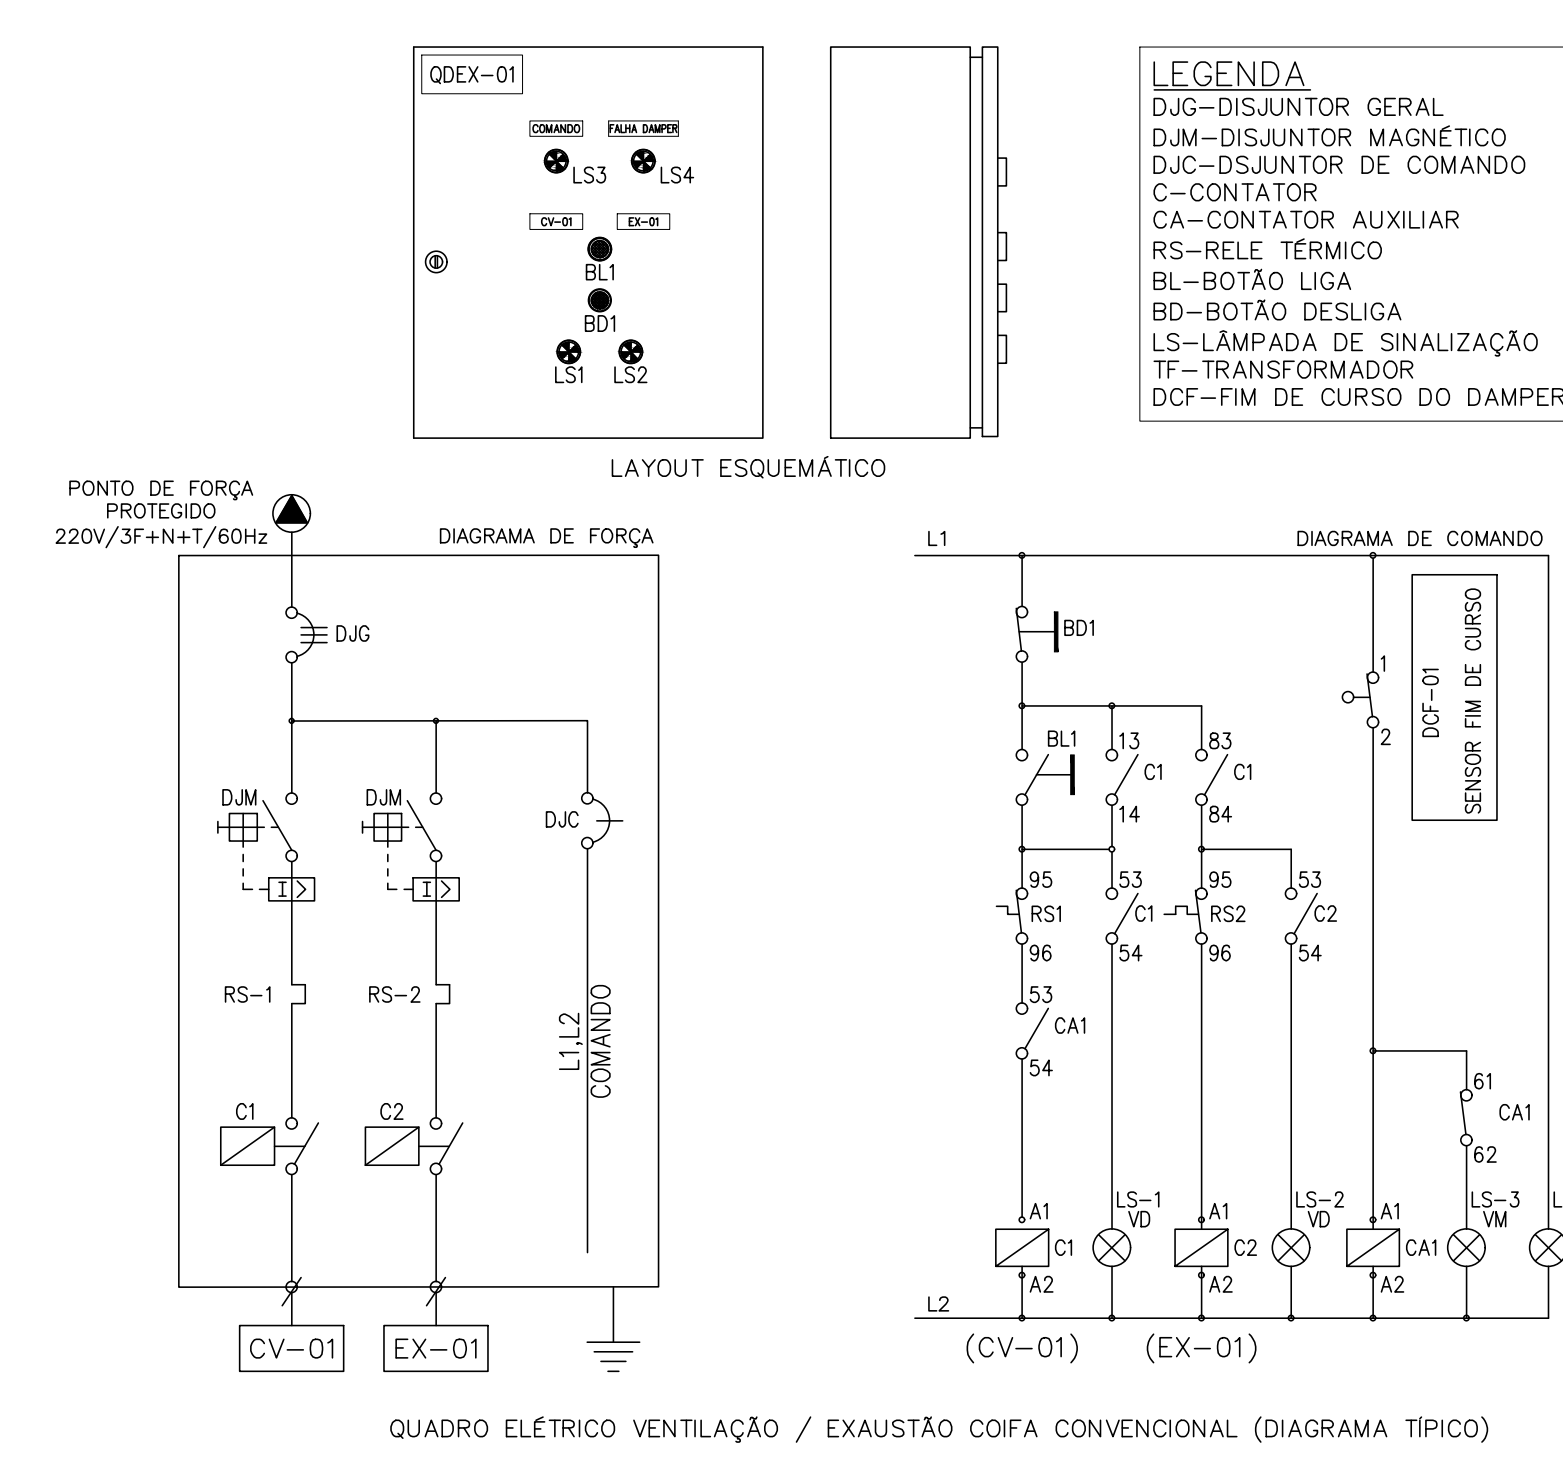 QDEX-01
COMANDO
FALHA DAMPER
LS3
LS4
CV-01
EX-01
BL1
BD1
LS1
LS2
LAYOUT ESQUEMÁTICO
LEGENDA
DJG-DISJUNTOR GERAL
DJM-DISJUNTOR MAGNÉTICO
DJC-DSJUNTOR DE COMANDO
C-CONTATOR
CA-CONTATOR AUXILIAR
RS-RELE TÉRMICO
BL-BOTÃO LIGA
BD-BOTÃO DESLIGA
LS-LÂMPADA DE SINALIZAÇÃO
TF-TRANSFORMADOR
DCF-FIM DE CURSO DO DAMPER
PONTO DE FORÇA
PROTEGIDO
220V/3F+N+T/60Hz
DIAGRAMA DE FORÇA
DJG
DJM
DJM
DJC
I>
I>
RS-1
RS-2
L1,L2
COMANDO
C1
C2
CV-01
EX-01
L1
DIAGRAMA DE COMANDO
BD1
DCF-01
SENSOR FIM DE CURSO
1
2
BL1
13
C1
14
83
C1
84
95
RS1
96
53
C1
54
95
RS2
96
53
C2
54
53
CA1
54
61
CA1
62
A1
C1
A2
LS-1
VD
A1
C2
A2
LS-2
VD
A1
CA1
A2
LS-3
VM
L
L2
(CV-01)
(EX-01)
QUADRO ELÉTRICO VENTILAÇÃO / EXAUSTÃO COIFA CONVENCIONAL (DIAGRAMA TÍPICO)